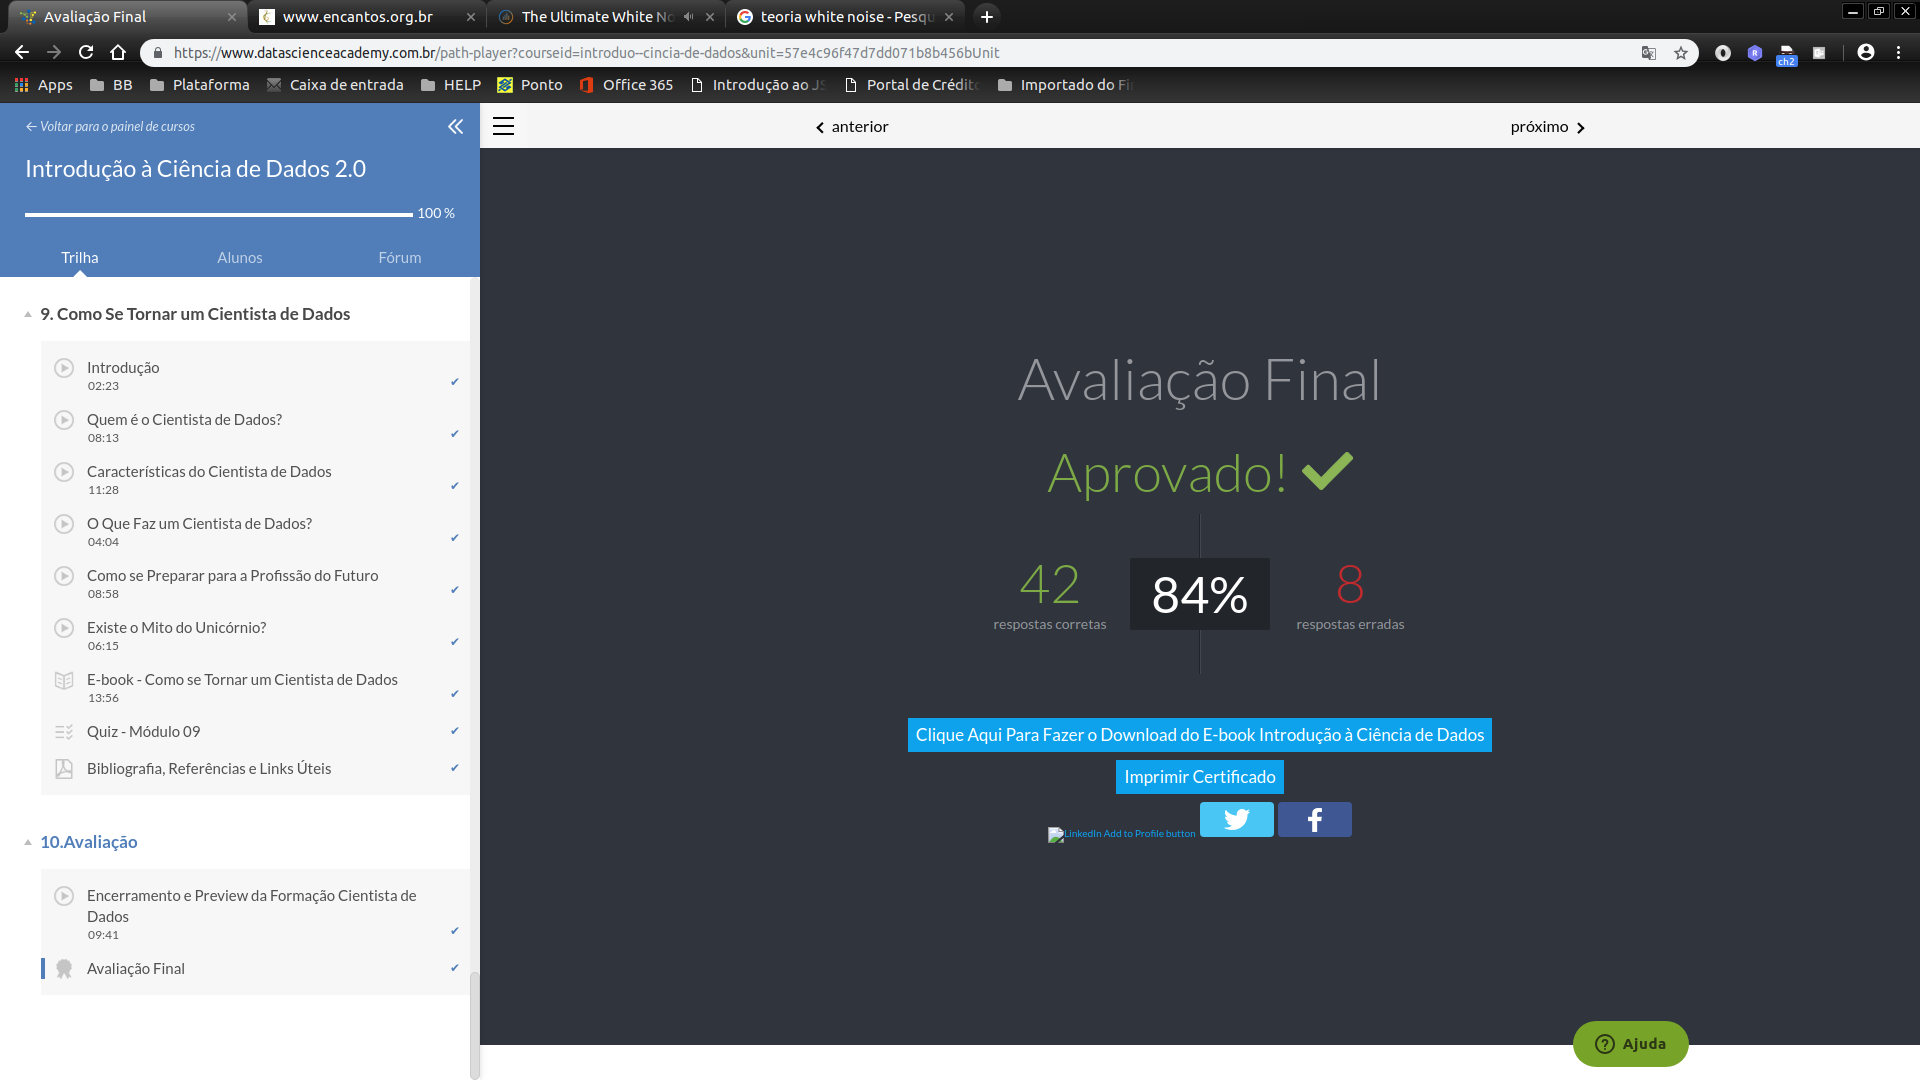 Avaliação Final
www.encantos.org.br
The Ultimate White No
teoria white noise - Pesqu
https://www.datascienceacademy.com.br/path-player?courseid=introduo--cincia-de-dados&unit=57e4c96f47d7dd071b8b456bUnit
ch2
Apps
BB
Plataforma
Caixa de entrada
HELP
Ponto
Office 365
Introdução ao JS
Portal de Crédito
Importado do Fir
← Voltar para o painel de cursos
anterior
próximo
Introdução à Ciência de Dados 2.0
100 %
Trilha
Alunos
Fórum
9. Como Se Tornar um Cientista de Dados
Introdução
02:23
Quem é o Cientista de Dados?
08:13
Características do Cientista de Dados
11:28
O Que Faz um Cientista de Dados?
04:04
Como se Preparar para a Profissão do Futuro
08:58
Existe o Mito do Unicórnio?
06:15
E-book - Como se Tornar um Cientista de Dados
13:56
Quiz - Módulo 09
Bibliografia, Referências e Links Úteis
10.Avaliação
Encerramento e Preview da Formação Cientista de
Dados
09:41
Avaliação Final
Avaliação Final
Aprovado!
42
respostas corretas
84%
8
respostas erradas
Clique Aqui Para Fazer o Download do E-book Introdução à Ciência de Dados
Imprimir Certificado
LinkedIn Add to Profile button
Ajuda